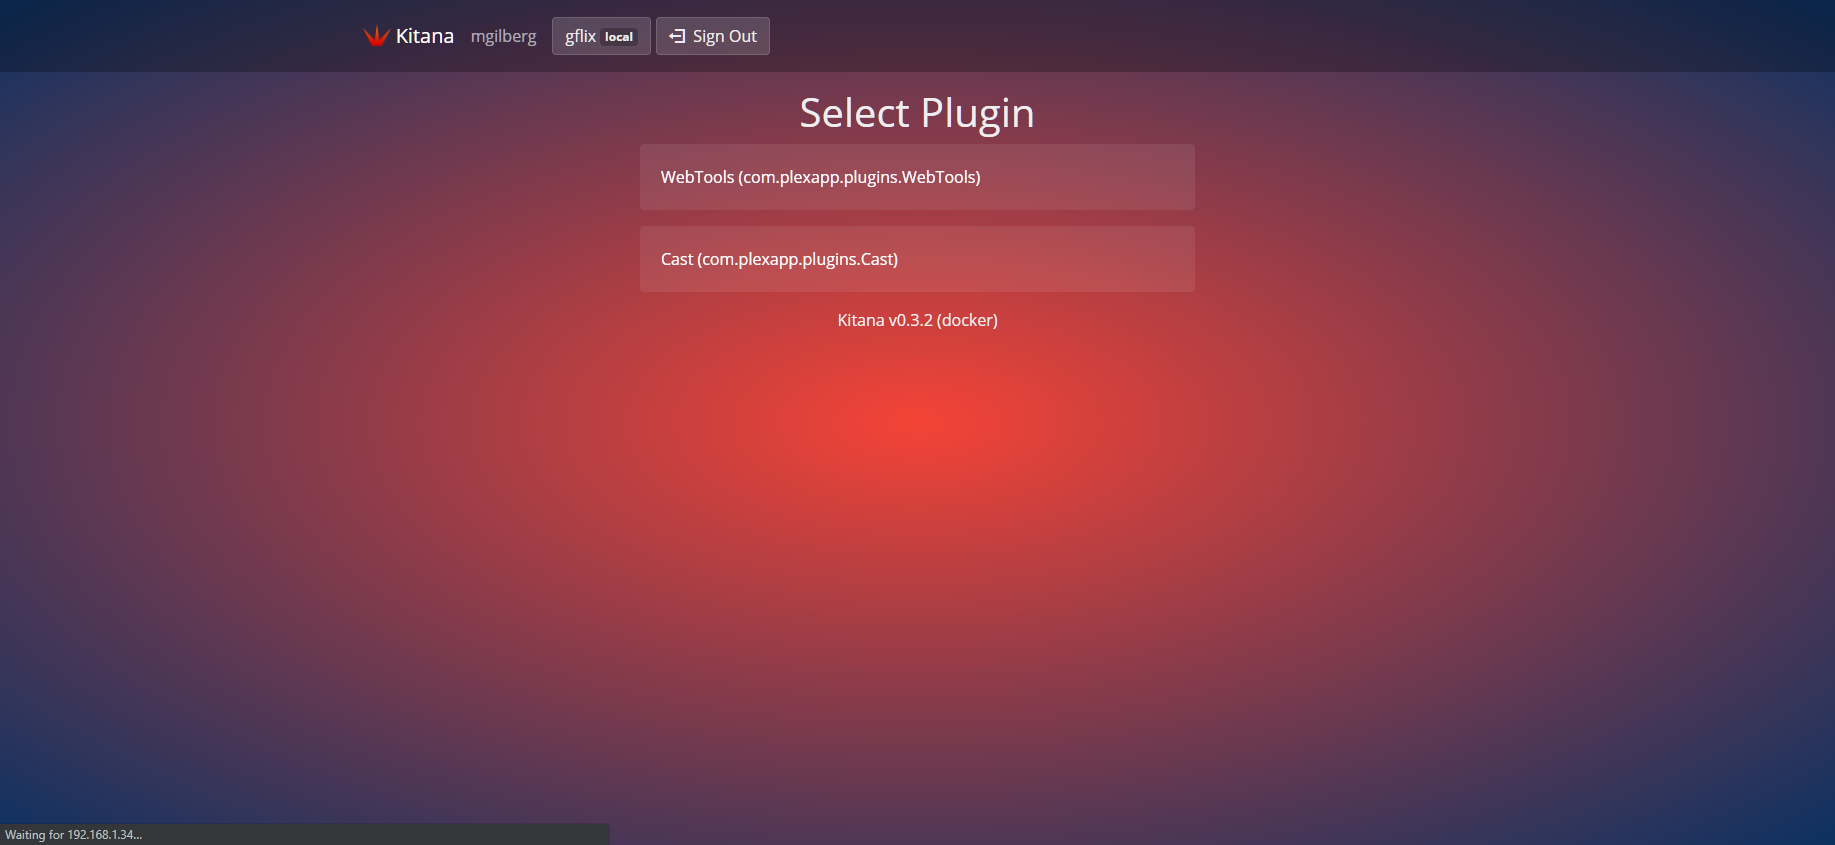 Kitana mgilberg gflix local Sign Out
Select Plugin
WebTools (com.plexapp.plugins.WebTools)
Cast (com.plexapp.plugins.Cast)
Kitana v0.3.2 (docker)
Waiting for 192.168.1.34...